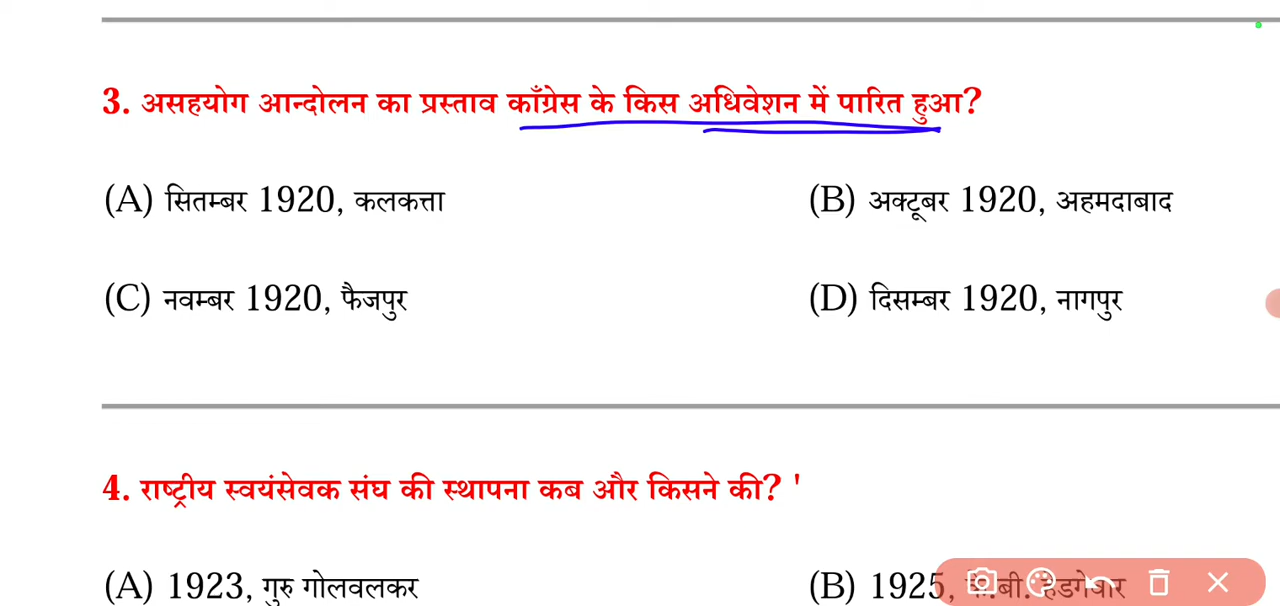 3. असहयोग आन्दोलन का प्रस्ताव काँग्रेस के किस अधिवेशन में पारित हुआ?
(A) सितम्बर 1920, कलकत्ता
(B) अक्टूबर 1920, अहमदाबाद
(C) नवम्बर 1920, फैजपुर
(D) दिसम्बर 1920, नागपुर
4. राष्ट्रीय स्वयंसेवक संघ की स्थापना कब और किसने की? '
(A) 1923, गुरु गोलवलकर
(B) 1925, के.बी. हेडगेवार